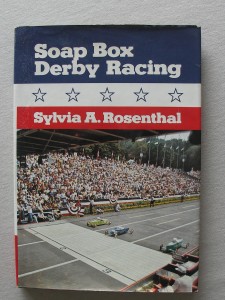 Soap Box
Derby Racing
Sylvia A. Rosenthal